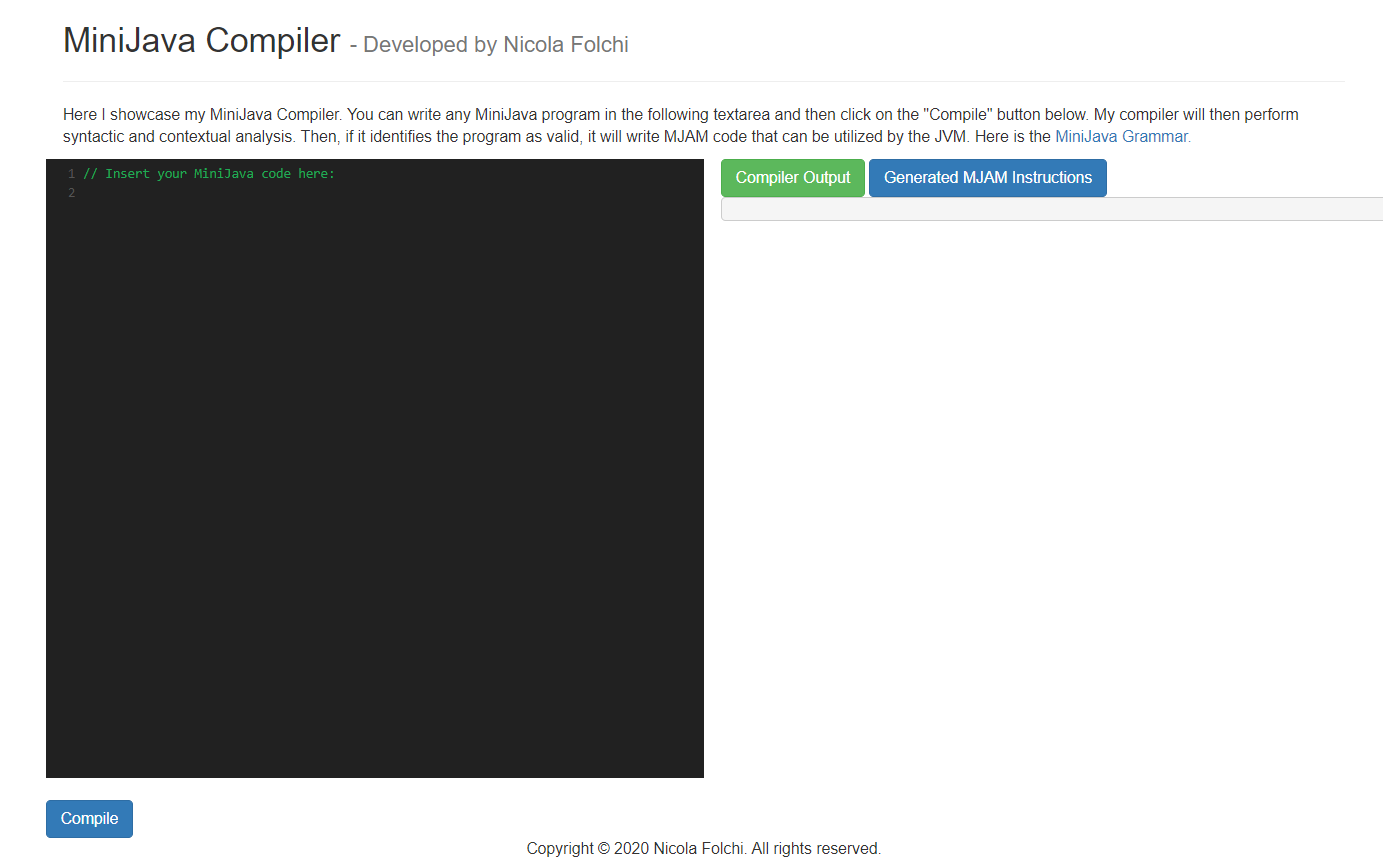 MiniJava Compiler - Developed by Nicola Folchi
Here I showcase my MiniJava Compiler. You can write any MiniJava program in the following textarea and then click on the "Compile" button below. My compiler will then perform
syntactic and contextual analysis. Then, if it identifies the program as valid, it will write MJAM code that can be utilized by the JVM. Here is the MiniJava Grammar.
1 // Insert your MiniJava code here:
2
Compiler Output
Generated MJAM Instructions
Compile
Copyright © 2020 Nicola Folchi. All rights reserved.